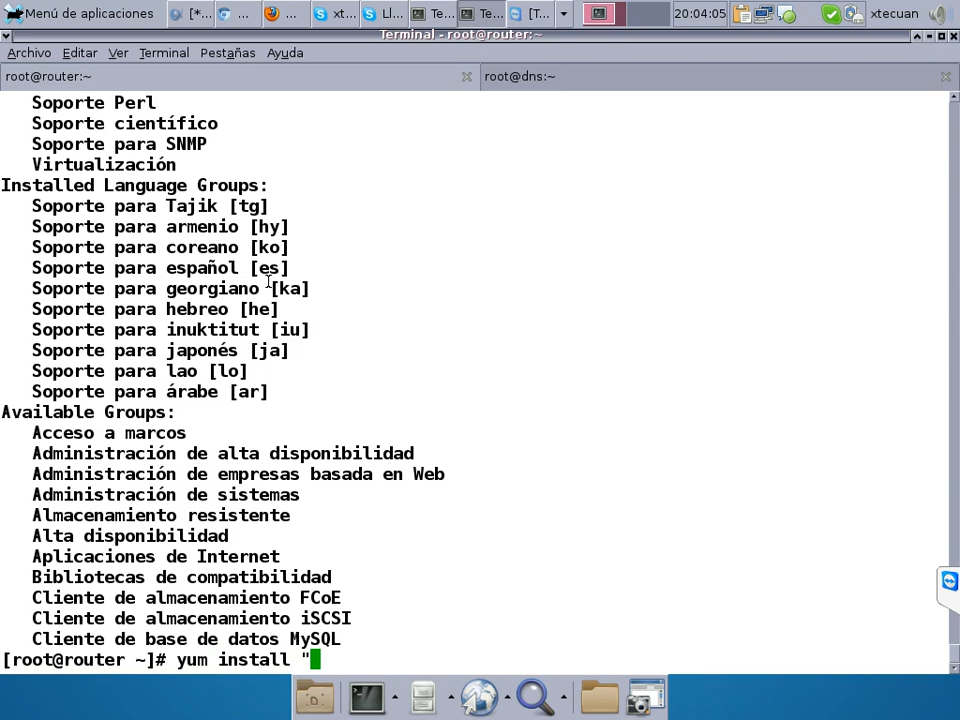 Menú de aplicaciones [*... ... ... xt... Ll... Te... Te... [T... 20:04:05 xtecuan
Terminal - root@router:~
Archivo Editar Ver Terminal Pestañas Ayuda
root@router:~ root@dns:~
Soporte Perl
Soporte científico
Soporte para SNMP
Virtualización
Installed Language Groups:
Soporte para Tajik [tg]
Soporte para armenio [hy]
Soporte para coreano [ko]
Soporte para español [es]
Soporte para georgiano [ka]
Soporte para hebreo [he]
Soporte para inuktitut [iu]
Soporte para japonés [ja]
Soporte para lao [lo]
Soporte para árabe [ar]
Available Groups:
Acceso a marcos
Administración de alta disponibilidad
Administración de empresas basada en Web
Administración de sistemas
Almacenamiento resistente
Alta disponibilidad
Aplicaciones de Internet
Bibliotecas de compatibilidad
Cliente de almacenamiento FCoE
Cliente de almacenamiento iSCSI
Cliente de base de datos MySQL
[root@router ~]# yum install "